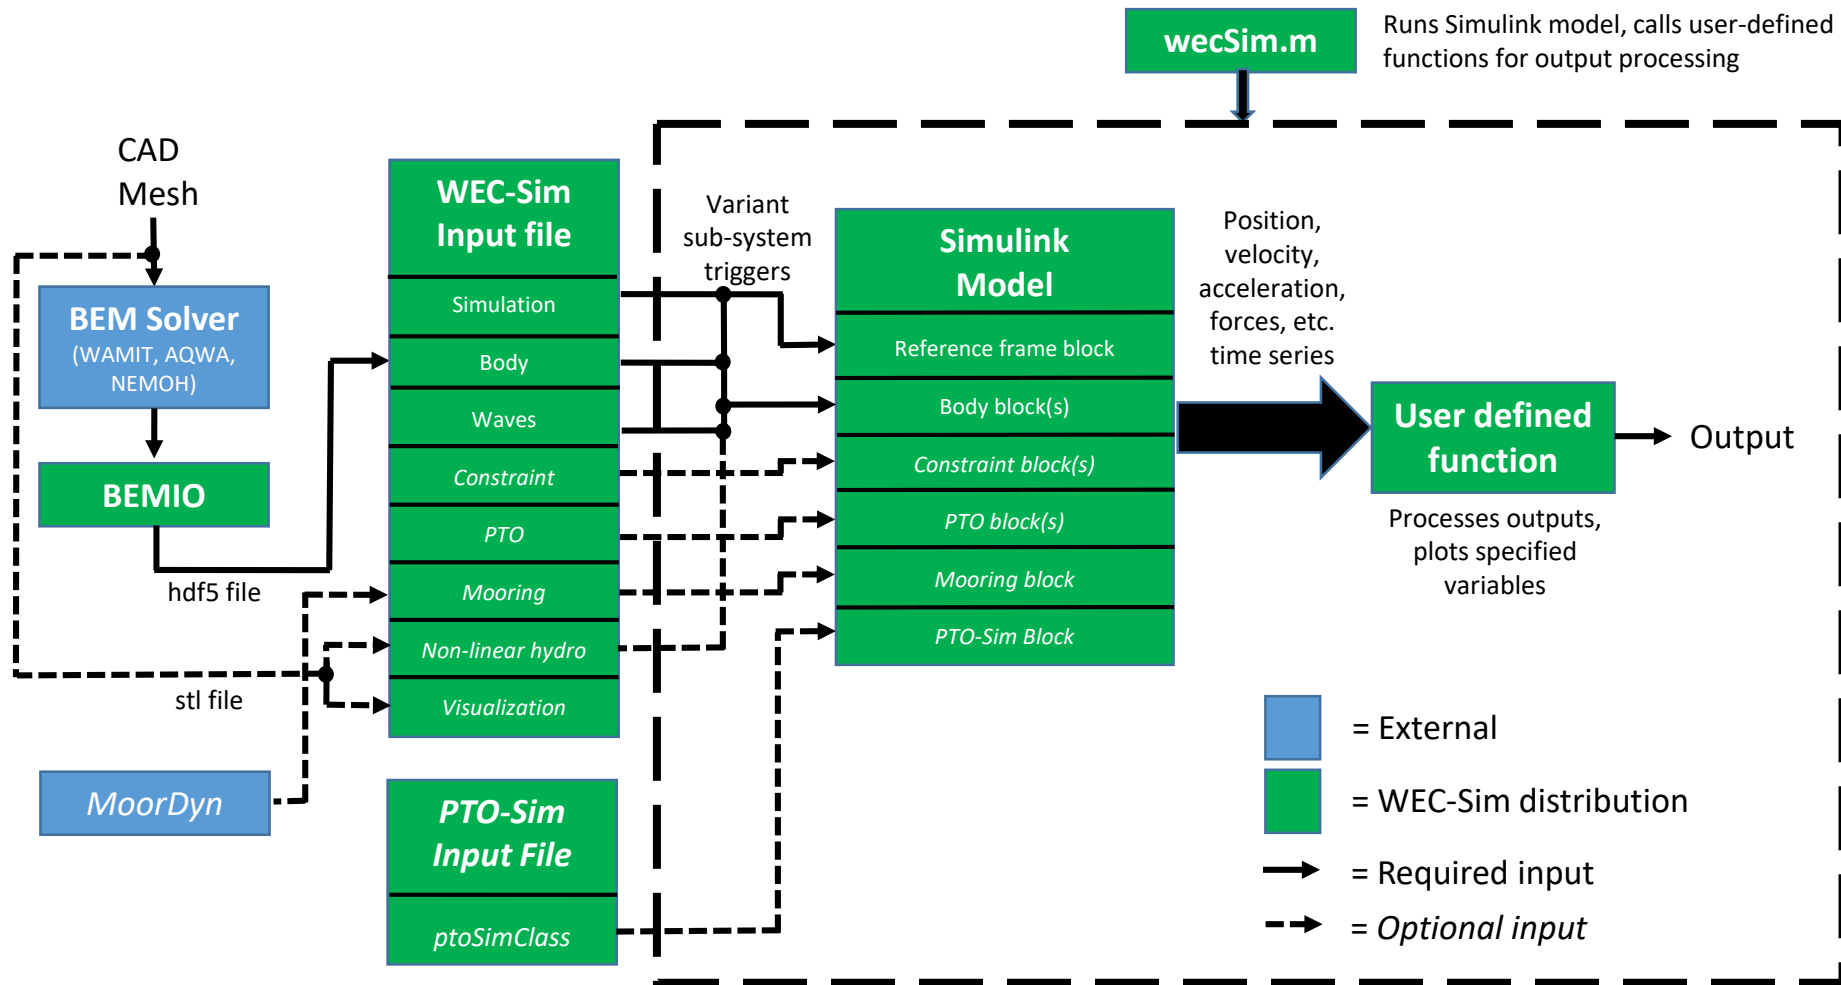 wecSim.m
Runs Simulink model, calls user-defined
functions for output processing
CAD
Mesh
BEM Solver
(WAMIT, AQWA,
NEMOH)
BEMIO
hdf5 file
stl file
MoorDyn
WEC-Sim
Input file
Simulation
Body
Waves
Constraint
PTO
Mooring
Non-linear hydro
Visualization
PTO-Sim
Input File
ptoSimClass
Variant
sub-system
triggers
Simulink
Model
Reference frame block
Body block(s)
Constraint block(s)
PTO block(s)
Mooring block
PTO-Sim Block
Position,
velocity,
acceleration,
forces, etc.
time series
User defined
function
Output
Processes outputs,
plots specified
variables
= External
= WEC-Sim distribution
= Required input
= Optional input